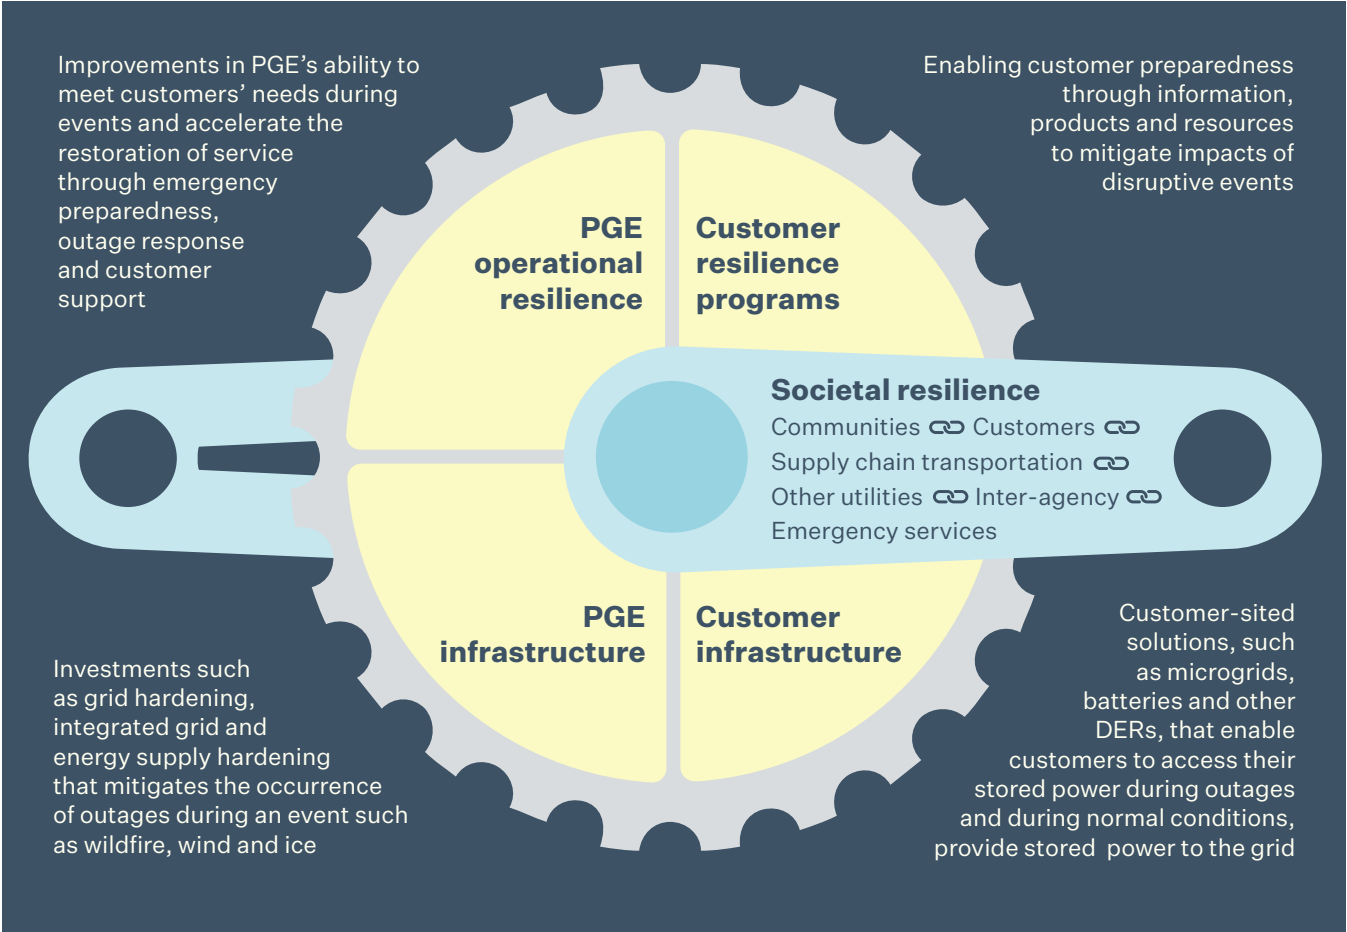 Improvements in PGE’s ability to
meet customers’ needs during
events and accelerate the
restoration of service
through emergency
preparedness,
outage response
and customer
support
Enabling customer preparedness
through information,
products and resources
to mitigate impacts of
disruptive events
PGE
operational
resilience
Customer
resilience
programs
Societal resilience
Communities Customers
Supply chain transportation
Other utilities Inter-agency
Emergency services
PGE
infrastructure
Customer
infrastructure
Investments such
as grid hardening,
integrated grid and
energy supply hardening
that mitigates the occurrence
of outages during an event such
as wildfire, wind and ice
Customer-sited
solutions, such
as microgrids,
batteries and other
DERs, that enable
customers to access their
stored power during outages
and during normal conditions,
provide stored  power to the grid